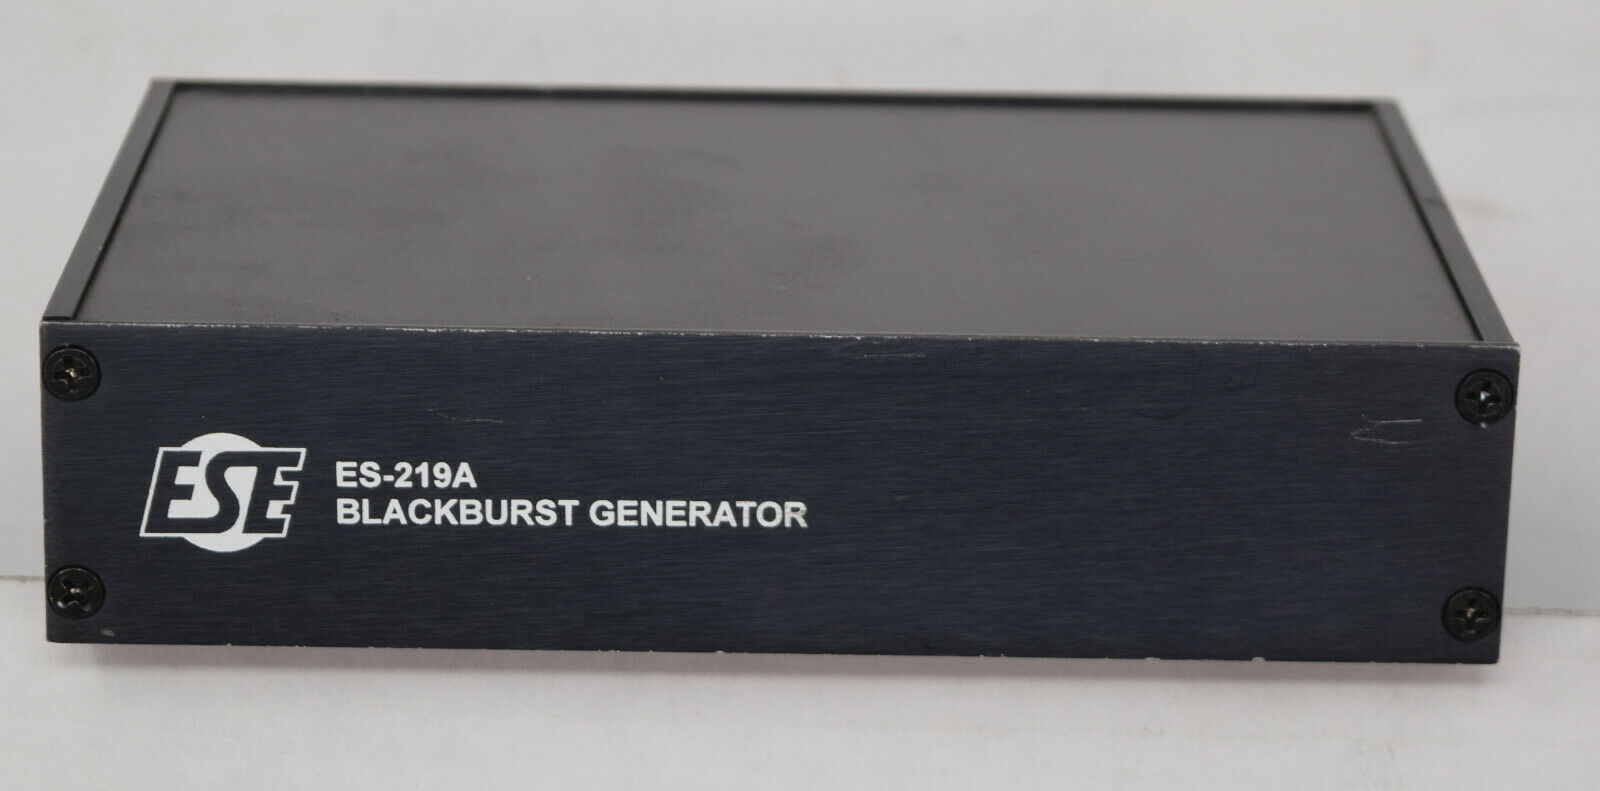 ESE
ES-219A
BLACKBURST GENERATOR